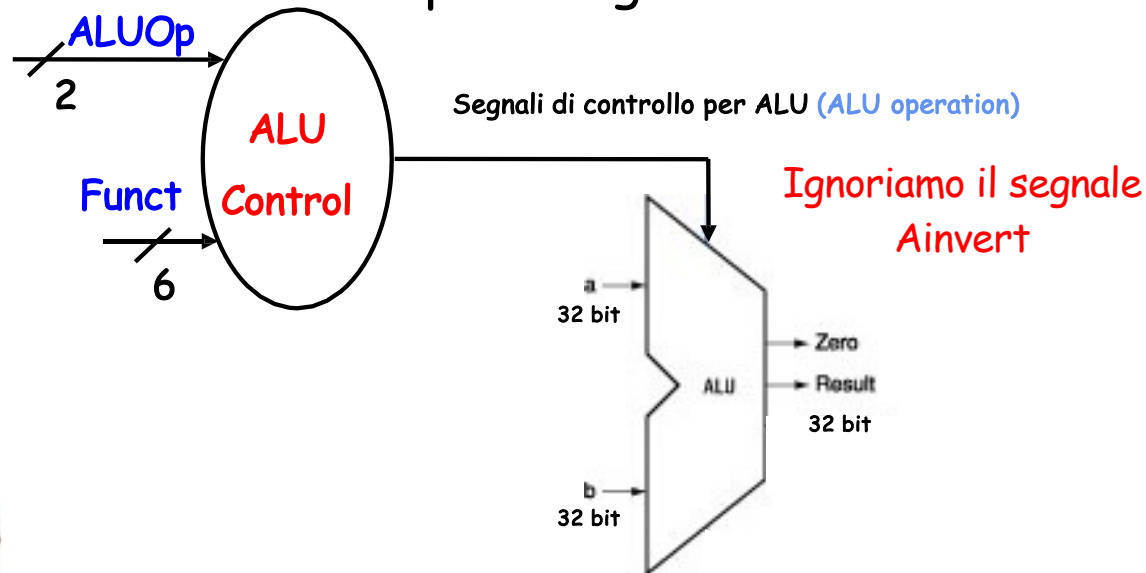 ALUOp
2
Segnali di controllo per ALU (ALU operation)
ALU
Control
Funct
6
Ignoriamo il segnale
Ainvert
a
32 bit
Zero
ALU
Result
32 bit
b
32 bit